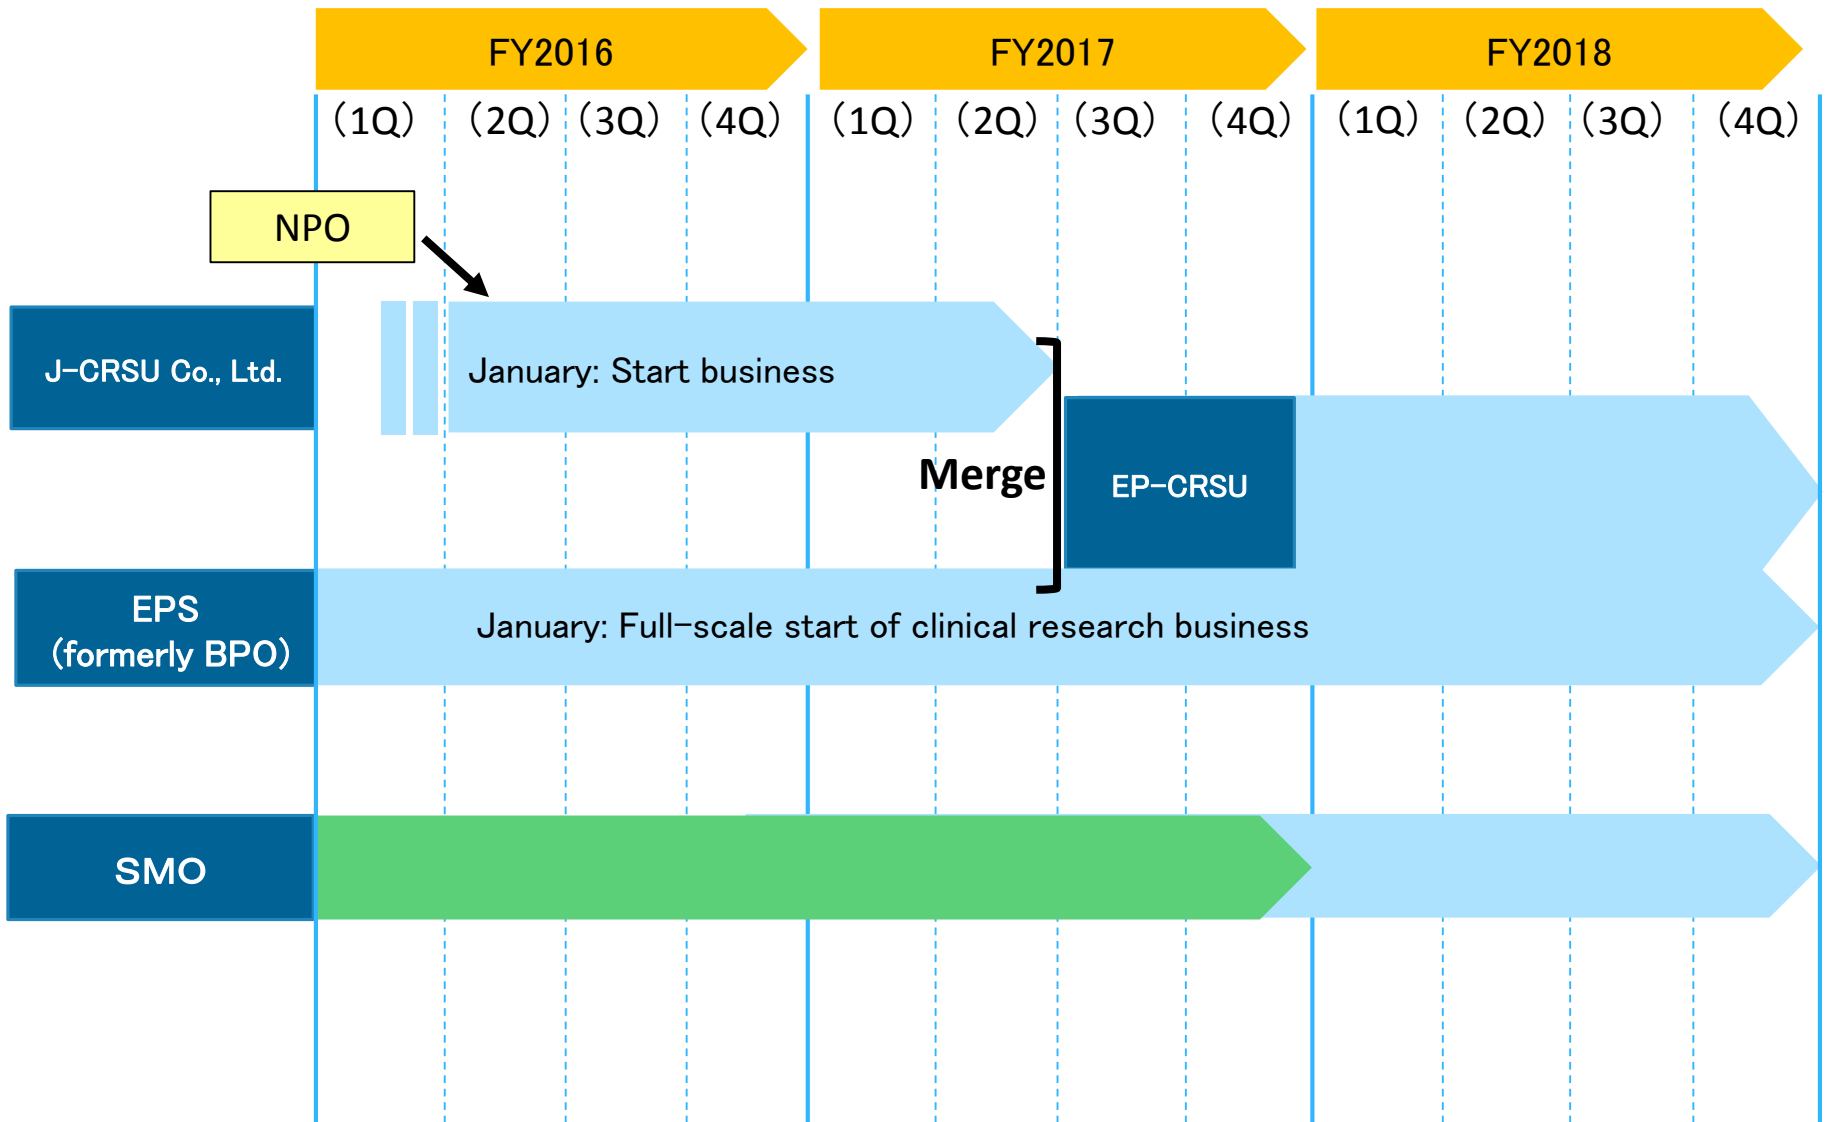 FY2016
FY2017
FY2018
（1Q）
（2Q）
（3Q）
（4Q）
（1Q）
（2Q）
（3Q）
（4Q）
（1Q）
（2Q）
（3Q）
（4Q）
NPO
J-CRSU Co., Ltd.
January: Start business
Merge
EP-CRSU
EPS
（formerly BPO）
January: Full-scale start of clinical research business
SMO